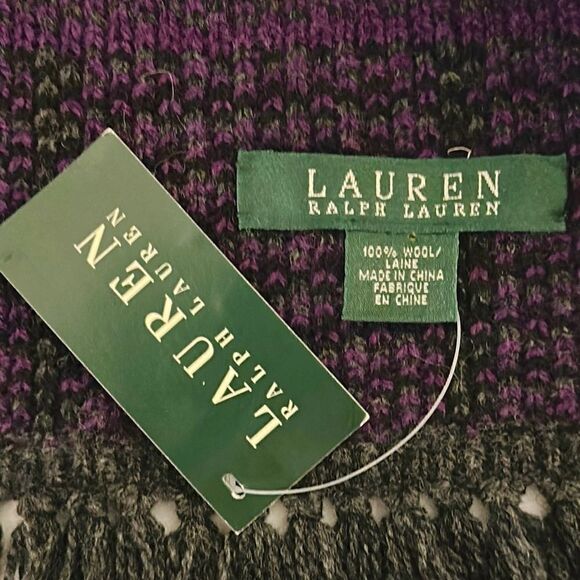 LAUREN
RALPH LAUREN
100% WOOL/
LAINE
MADE IN CHINA
FABRIQUE
EN CHINE
LAUREN
RALPH LAUREN